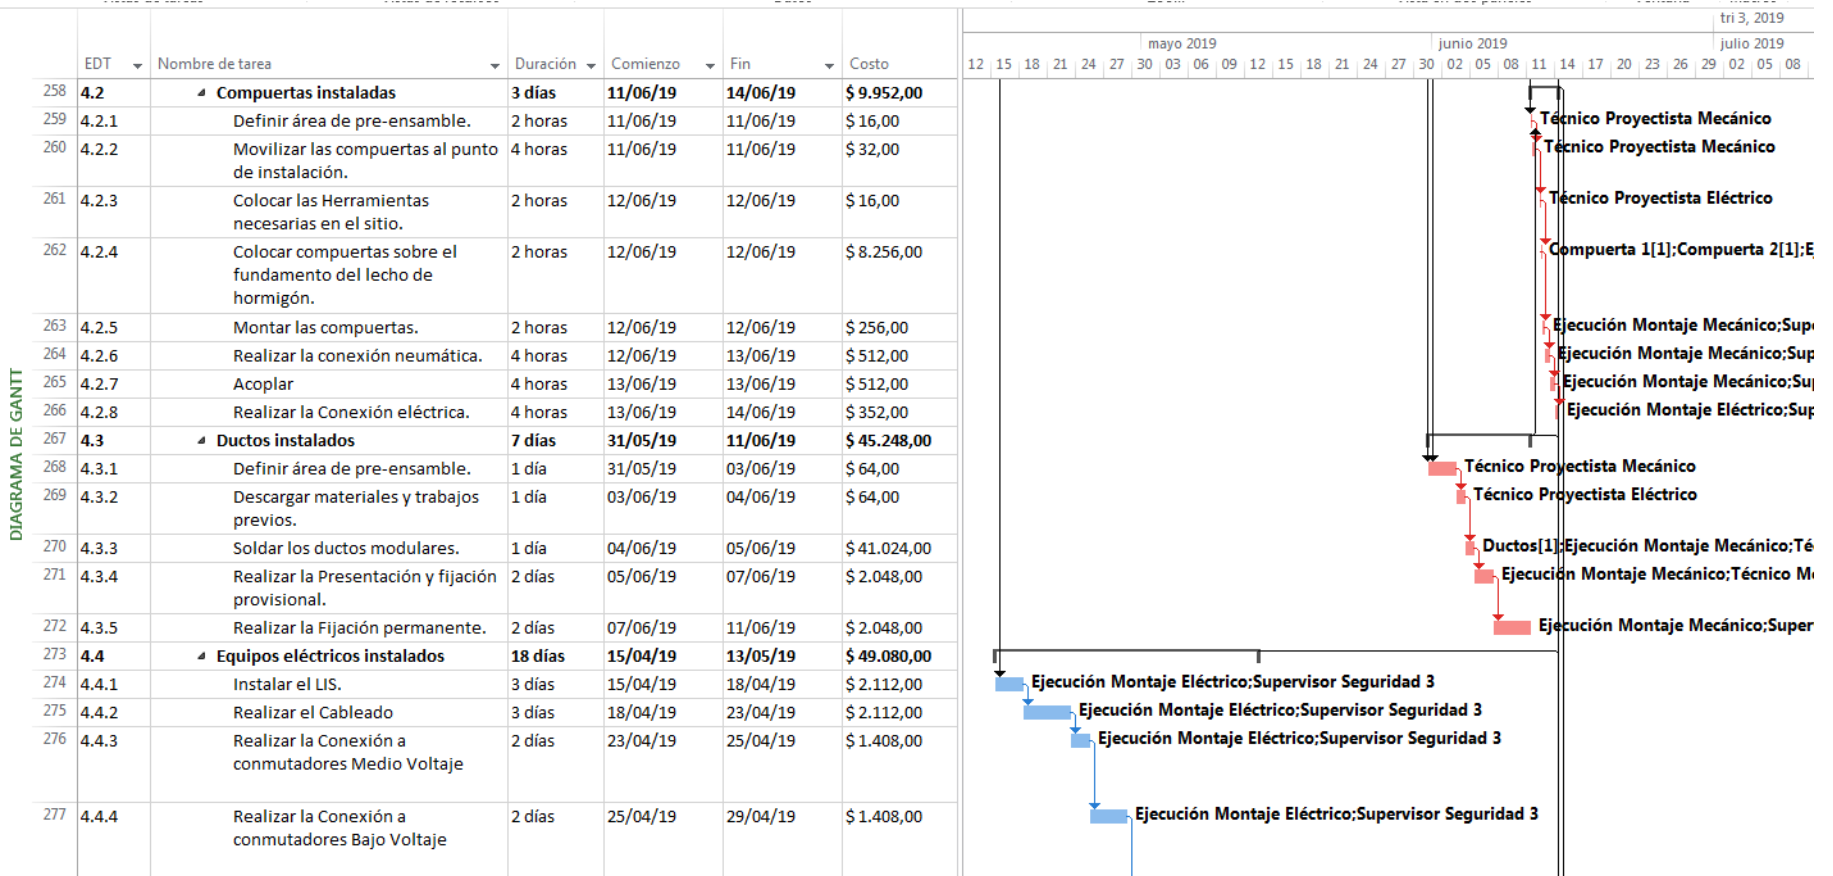 tri 3, 2019
mayo 2019 junio 2019 julio 2019
EDT Nombre de tarea Duración Comienzo Fin Costo 12 15 18 21 24 27 30 03 06 09 12 15 18 21 24 27 30 02 05 08 11 14 17 20 23 26 29 02 05 08
258 4.2 Compuertas instaladas 3 días 11/06/19 14/06/19 $ 9.952,00
259 4.2.1 Definir área de pre-ensamble. 2 horas 11/06/19 11/06/19 $ 16,00 Técnico Proyectista Mecánico
260 4.2.2 Movilizar las compuertas al punto 4 horas 11/06/19 11/06/19 $ 32,00 Técnico Proyectista Mecánico
de instalación.
261 4.2.3 Colocar las Herramientas 2 horas 12/06/19 12/06/19 $ 16,00 Técnico Proyectista Eléctrico
necesarias en el sitio.
262 4.2.4 Colocar compuertas sobre el 2 horas 12/06/19 12/06/19 $ 8.256,00 Compuerta 1[1];Compuerta 2[1];E
fundamento del lecho de
hormigón.
263 4.2.5 Montar las compuertas. 2 horas 12/06/19 12/06/19 $ 256,00 Ejecución Montaje Mecánico;Supe
264 4.2.6 Realizar la conexión neumática. 4 horas 12/06/19 13/06/19 $ 512,00 Ejecución Montaje Mecánico;Sup
265 4.2.7 Acoplar 4 horas 13/06/19 13/06/19 $ 512,00 Ejecución Montaje Mecánico;Sup
266 4.2.8 Realizar la Conexión eléctrica. 4 horas 13/06/19 14/06/19 $ 352,00 Ejecución Montaje Eléctrico;Sup
267 4.3 Ductos instalados 7 días 31/05/19 11/06/19 $ 45.248,00
268 4.3.1 Definir área de pre-ensamble. 1 día 31/05/19 03/06/19 $ 64,00 Técnico Proyectista Mecánico
269 4.3.2 Descargar materiales y trabajos 1 día 03/06/19 04/06/19 $ 64,00 Técnico Proyectista Eléctrico
previos.
270 4.3.3 Soldar los ductos modulares. 1 día 04/06/19 05/06/19 $ 41.024,00 Ductos[1];Ejecución Montaje Mecánico;Té
271 4.3.4 Realizar la Presentación y fijación 2 días 05/06/19 07/06/19 $ 2.048,00 Ejecución Montaje Mecánico;Técnico M
provisional.
272 4.3.5 Realizar la Fijación permanente. 2 días 07/06/19 11/06/19 $ 2.048,00 Ejecución Montaje Mecánico;Super
273 4.4 Equipos eléctricos instalados 18 días 15/04/19 13/05/19 $ 49.080,00
274 4.4.1 Instalar el LIS. 3 días 15/04/19 18/04/19 $ 2.112,00 Ejecución Montaje Eléctrico;Supervisor Seguridad 3
275 4.4.2 Realizar el Cableado 3 días 18/04/19 23/04/19 $ 2.112,00 Ejecución Montaje Eléctrico;Supervisor Seguridad 3
276 4.4.3 Realizar la Conexión a 2 días 23/04/19 25/04/19 $ 1.408,00 Ejecución Montaje Eléctrico;Supervisor Seguridad 3
conmutadores Medio Voltaje
277 4.4.4 Realizar la Conexión a 2 días 25/04/19 29/04/19 $ 1.408,00 Ejecución Montaje Eléctrico;Supervisor Seguridad 3
conmutadores Bajo Voltaje
DIAGRAMA DE GANTT